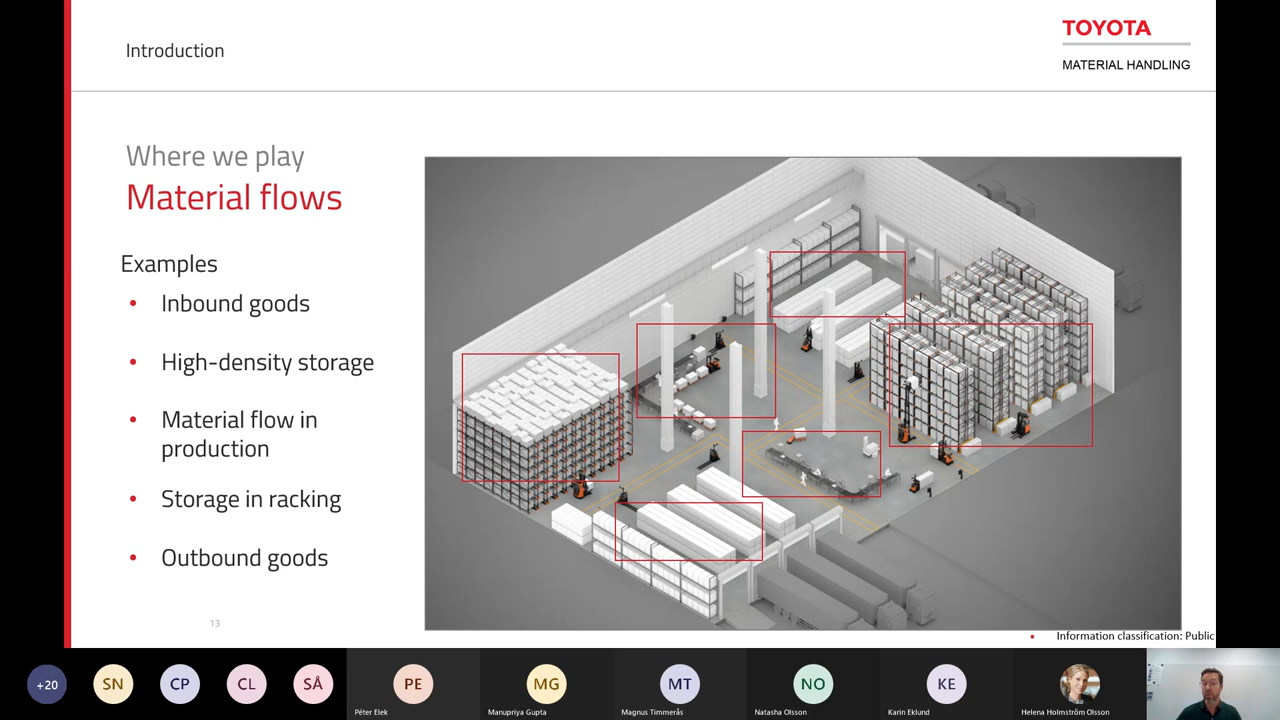 Introduction
TOYOTA
MATERIAL HANDLING
Where we play
Material flows
Examples
• Inbound goods
• High-density storage
• Material flow in
production
• Storage in racking
• Outbound goods
13
▪ Information classification: Public
+20
SN
CP
CL
SÅ
PE
MG
MT
NO
KE
Péter Elek
Manupriya Gupta
Magnus Timmerås
Natasha Olsson
Karin Eklund
Helena Holmström Olsson